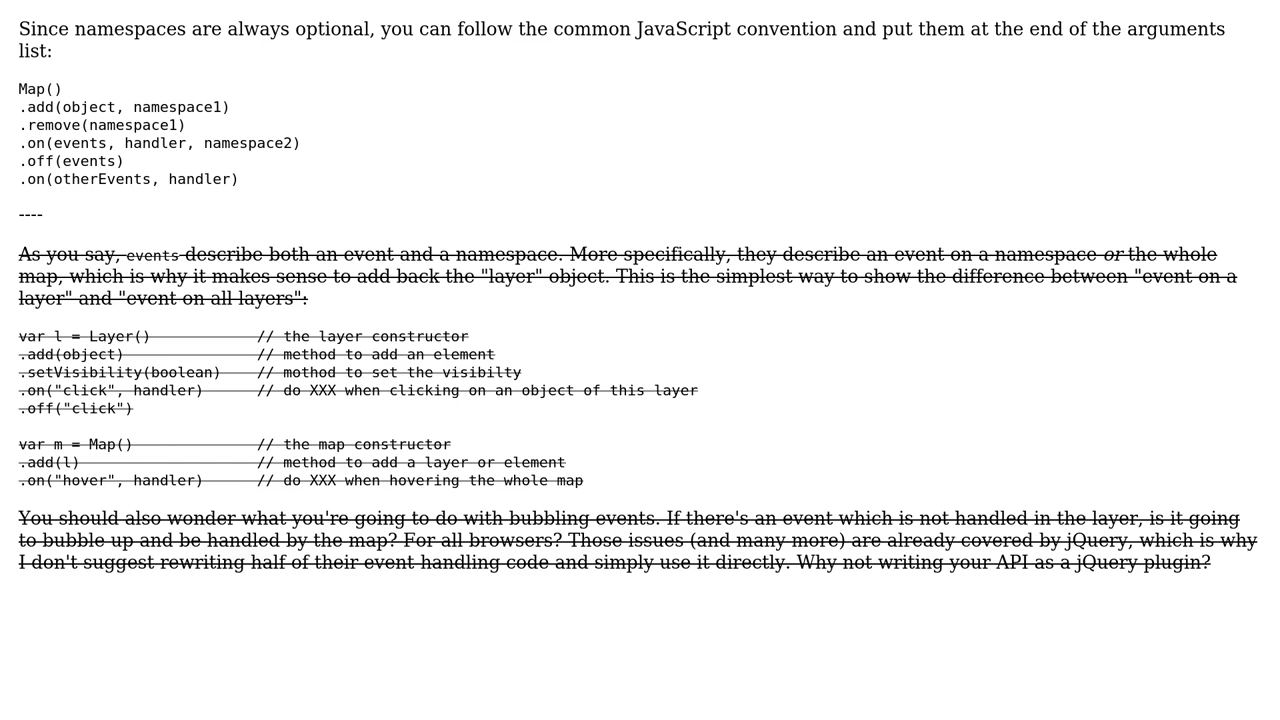 Since namespaces are always optional, you can follow the common JavaScript convention and put them at the end of the arguments
list:
Map()
.add(object, namespace1)
.remove(namespace1)
.on(events, handler, namespace2)
.off(events)
.on(otherEvents, handler)
----
As you say, events describe both an event and a namespace. More specifically, they describe an event on a namespace or the whole
map, which is why it makes sense to add back the "layer" object. This is the simplest way to show the difference between "event on a
layer" and "event on all layers":
var l = Layer()            // the layer constructor
.add(object)               // method to add an element
.setVisibility(boolean)    // mothod to set the visibilty
.on("click", handler)      // do XXX when clicking on an object of this layer
.off("click")
var m = Map()              // the map constructor
.add(l)                    // method to add a layer or element
.on("hover", handler)      // do XXX when hovering the whole map
You should also wonder what you're going to do with bubbling events. If there's an event which is not handled in the layer, is it going
to bubble up and be handled by the map? For all browsers? Those issues (and many more) are already covered by jQuery, which is why
I don't suggest rewriting half of their event handling code and simply use it directly. Why not writing your API as a jQuery plugin?